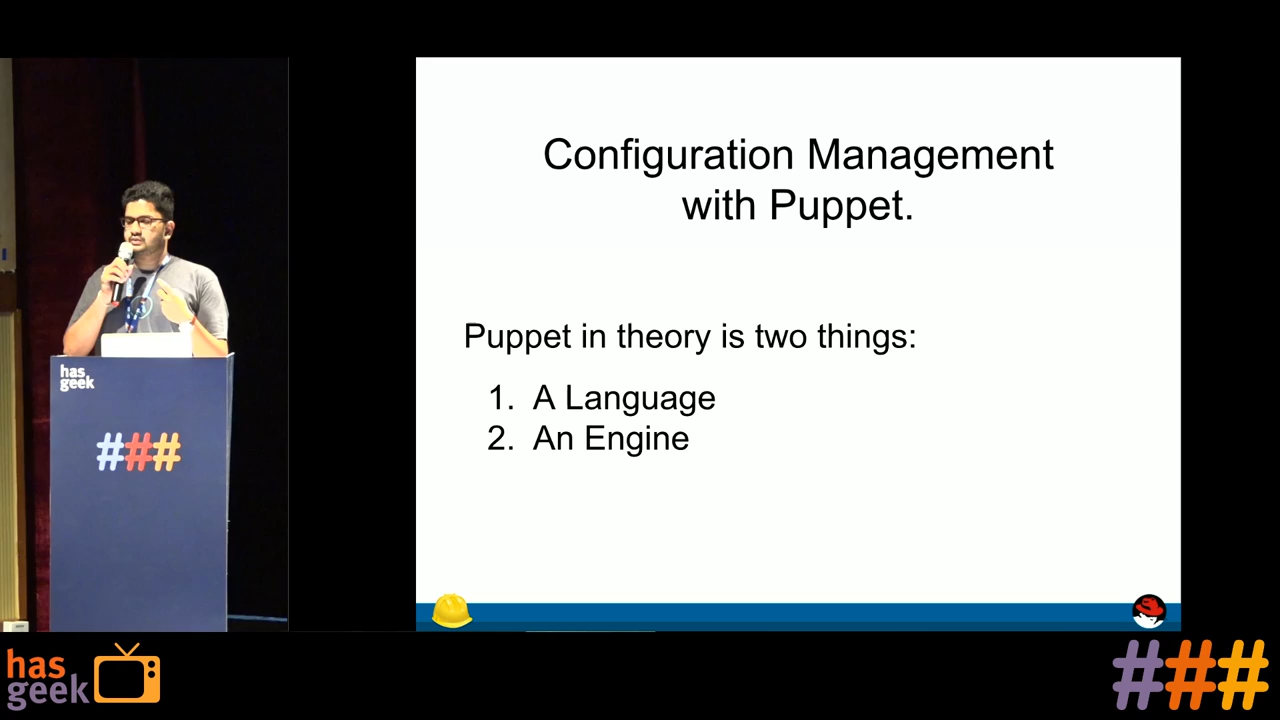 Configuration Management
with Puppet.
Puppet in theory is two things:
1. A Language
2. An Engine
has
geek
###
has
geek
###